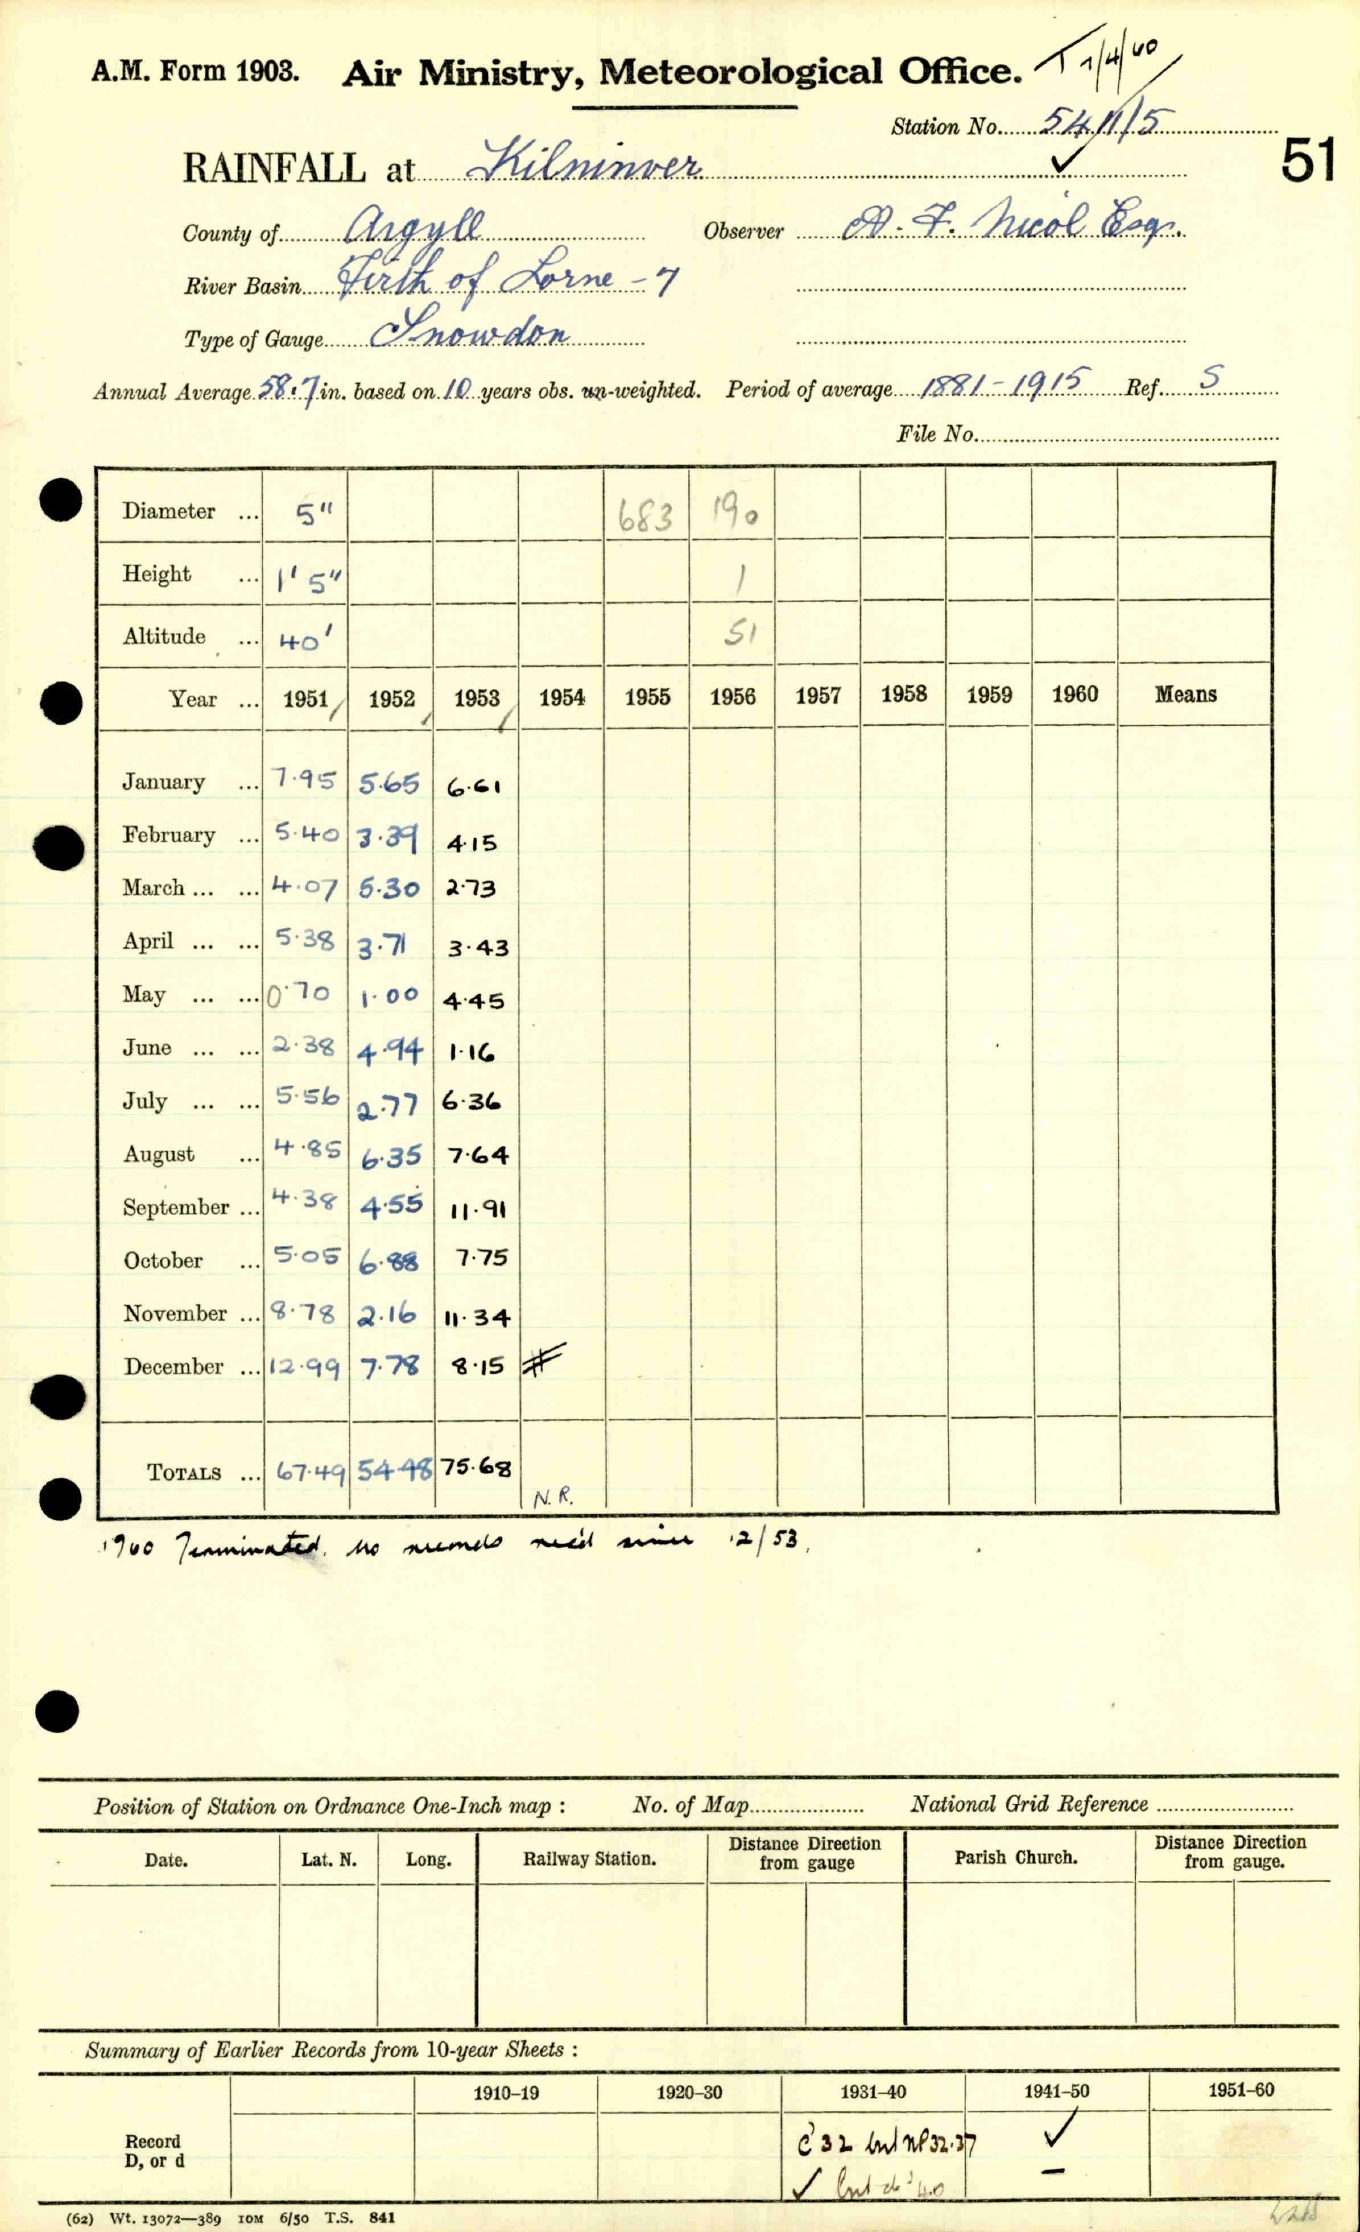 A.M. Form 1903. Air Ministry, Meteorological Office. T 1/4/60
Station No. 5411/5
RAINFALL at Kilninver 51
County of Argyll Observer A. F. Nicol Esq.
River Basin Firth of Lorne - 7
Type of Gauge Snowdon
Annual Average 58.7 in. based on 10 years obs. un-weighted. Period of average 1881-1915 Ref. S
File No.
Diameter ... 5" 683 190
Height ... 1' 5" 1
Altitude ... 40' 51
Year ... 1951 1952 1953 1954 1955 1956 1957 1958 1959 1960 Means
January ... 7.95 5.65 6.61
February ... 5.40 3.39 4.15
March ... ... 4.07 5.30 2.73
April ... ... 5.38 3.71 3.43
May ... ... 0.70 1.00 4.45
June ... ... 2.38 4.94 1.16
July ... ... 5.56 2.77 6.36
August ... 4.85 6.35 7.64
September ... 4.38 4.55 11.91
October ... 5.05 6.88 7.75
November ... 8.78 2.16 11.34
December ... 12.99 7.78 8.15
TOTALS ... 67.49 54.48 75.68 N.R.
1960 Terminated. No records rec'd since 12/53.
Position of Station on Ordnance One-Inch map : No. of Map National Grid Reference
Date. Lat. N. Long. Railway Station. Distance from gauge Direction Parish Church. Distance from gauge. Direction
Summary of Earlier Records from 10-year Sheets :
1910-19 1920-30 1931-40 1941-50 1951-60
Record D, or d C 32 but NP 32.37 ✓
✓ but d' 40 –
(62) Wt. 13072—389 10M 6/50 T.S. 841